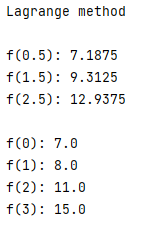 Lagrange method
f(0.5): 7.1875
f(1.5): 9.3125
f(2.5): 12.9375
f(0): 7.0
f(1): 8.0
f(2): 11.0
f(3): 15.0